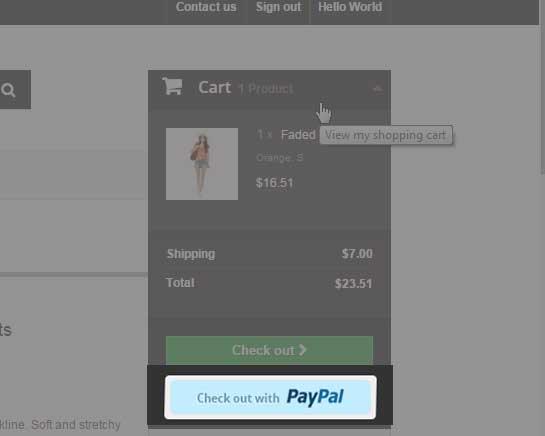 Contact us Sign out Hello World
Cart 1 Product
1 x Faded
View my shopping cart
Orange, S
$16.51
Shipping $7.00
Total $23.51
ts
Check out
Check out with PayPal
kline. Soft and stretchy